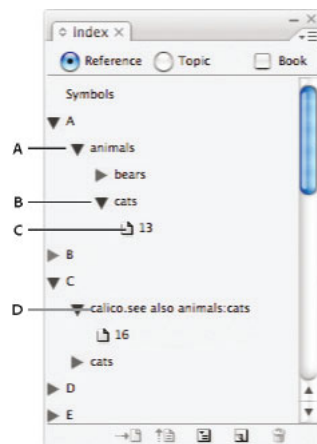 Index ×
Reference Topic Book
Symbols
A
A animals
bears
B cats
C 13
B
C
D calico.see also animals:cats
16
cats
D
E